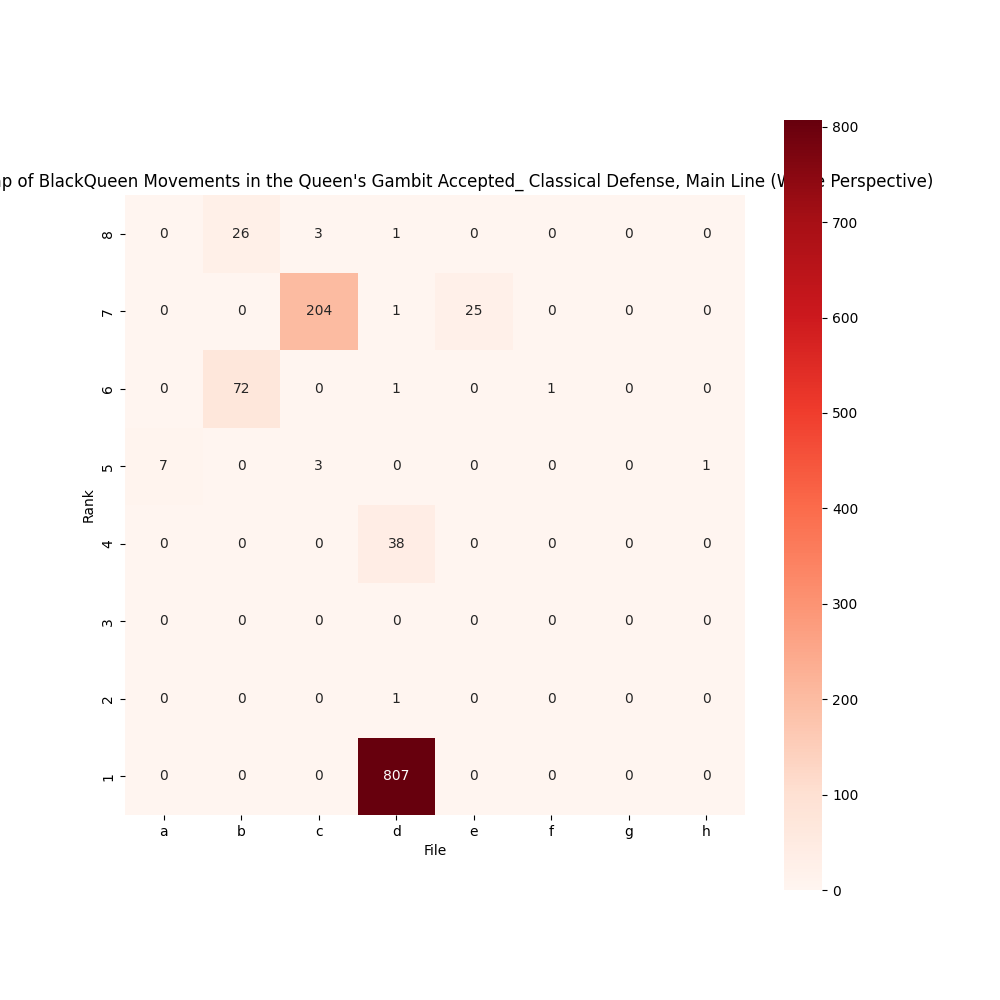 of BlackQueen Movements in the Queen's Gambit Accepted_ Classical Defense, Main Line ( Perspective)
800
700
600
500
400
300
200
100
0
8 0 26 3 1 0 0 0 0
7 0 0 204 1 25 0 0 0
6 0 72 0 1 0 1 0 0
5 7 0 3 0 0 0 0 1
Rank
4 0 0 0 38 0 0 0 0
3 0 0 0 0 0 0 0 0
2 0 0 0 1 0 0 0 0
1 0 0 0 807 0 0 0 0
a b c d e f g h
File